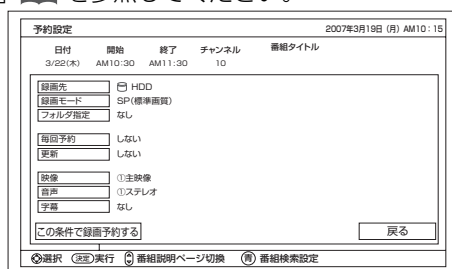 を参照してください。
予約設定 2007年3月19日（月）AM10：15
日付 開始 終了 チャンネル 番組タイトル
3/22(木) AM10:30 AM11:30 10
録画先 HDD
録画モード SP(標準画質)
フォルダ指定 なし
毎回予約 しない
更新 しない
映像 ①主映像
音声 ①ステレオ
字幕 なし
この条件で録画予約する 戻る
選択 決定実行 番組説明ページ切換 青 番組検索設定